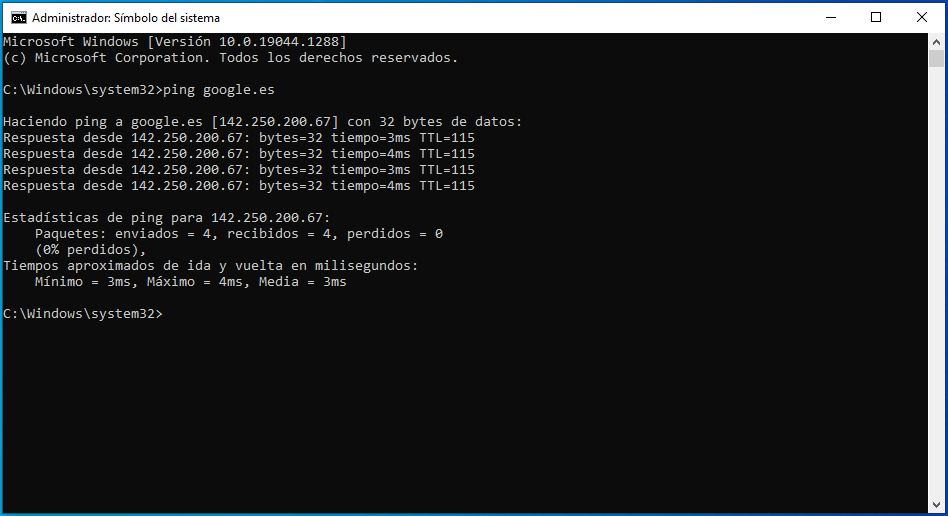 Administrador: Símbolo del sistema
Microsoft Windows [Versión 10.0.19044.1288]
(c) Microsoft Corporation. Todos los derechos reservados.
C:\Windows\system32>ping google.es
Haciendo ping a google.es [142.250.200.67] con 32 bytes de datos:
Respuesta desde 142.250.200.67: bytes=32 tiempo=3ms TTL=115
Respuesta desde 142.250.200.67: bytes=32 tiempo=4ms TTL=115
Respuesta desde 142.250.200.67: bytes=32 tiempo=3ms TTL=115
Respuesta desde 142.250.200.67: bytes=32 tiempo=4ms TTL=115
Estadísticas de ping para 142.250.200.67:
    Paquetes: enviados = 4, recibidos = 4, perdidos = 0
    (0% perdidos),
Tiempos aproximados de ida y vuelta en milisegundos:
    Mínimo = 3ms, Máximo = 4ms, Media = 3ms
C:\Windows\system32>